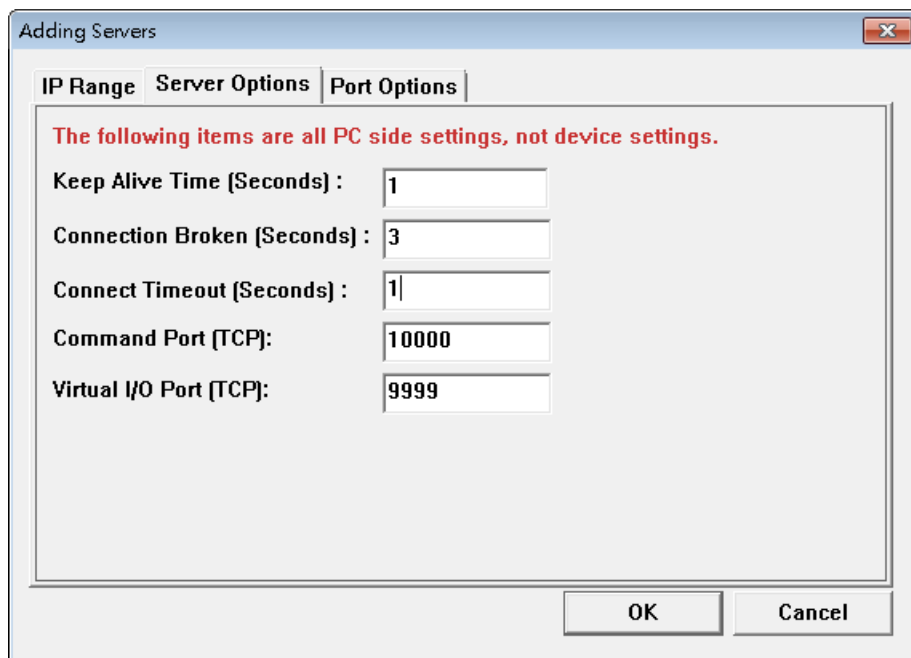 Adding Servers
IP Range Server Options Port Options
The following items are all PC side settings, not device settings.
Keep Alive Time (Seconds) : 1
Connection Broken (Seconds) : 3
Connect Timeout (Seconds) : 1
Command Port (TCP): 10000
Virtual I/O Port (TCP): 9999
OK Cancel